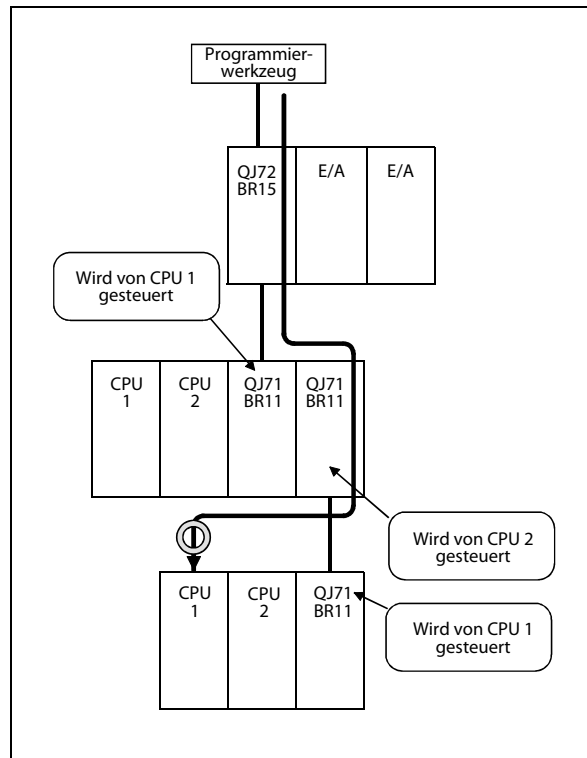 Programmier-
werkzeug
QJ72
BR15
E/A
E/A
Wird von CPU 1
gesteuert
CPU
1
CPU
2
QJ71
BR11
QJ71
BR11
Wird von CPU 2
gesteuert
CPU
1
CPU
2
QJ71
BR11
Wird von CPU 1
gesteuert